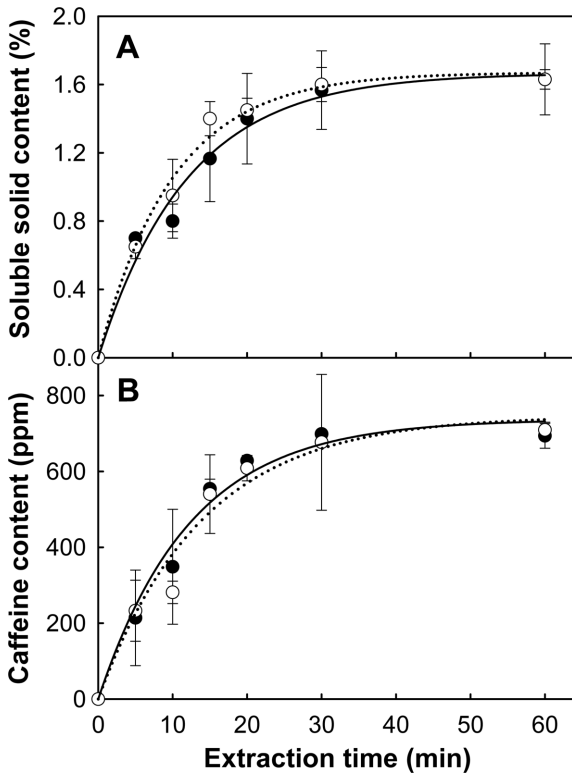 A
Soluble solid content (%)
2.0
1.6
1.2
0.8
0.4
0.0
B
Caffeine content (ppm)
800
600
400
200
0
0 10 20 30 40 50 60
Extraction time (min)